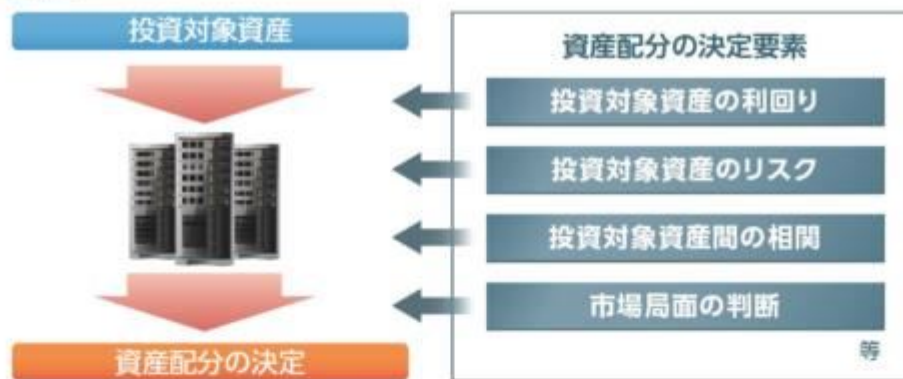 投資対象資産
資産配分の決定要素
投資対象資産の利回り
投資対象資産のリスク
投資対象資産間の相関
市場局面の判断
等
資産配分の決定